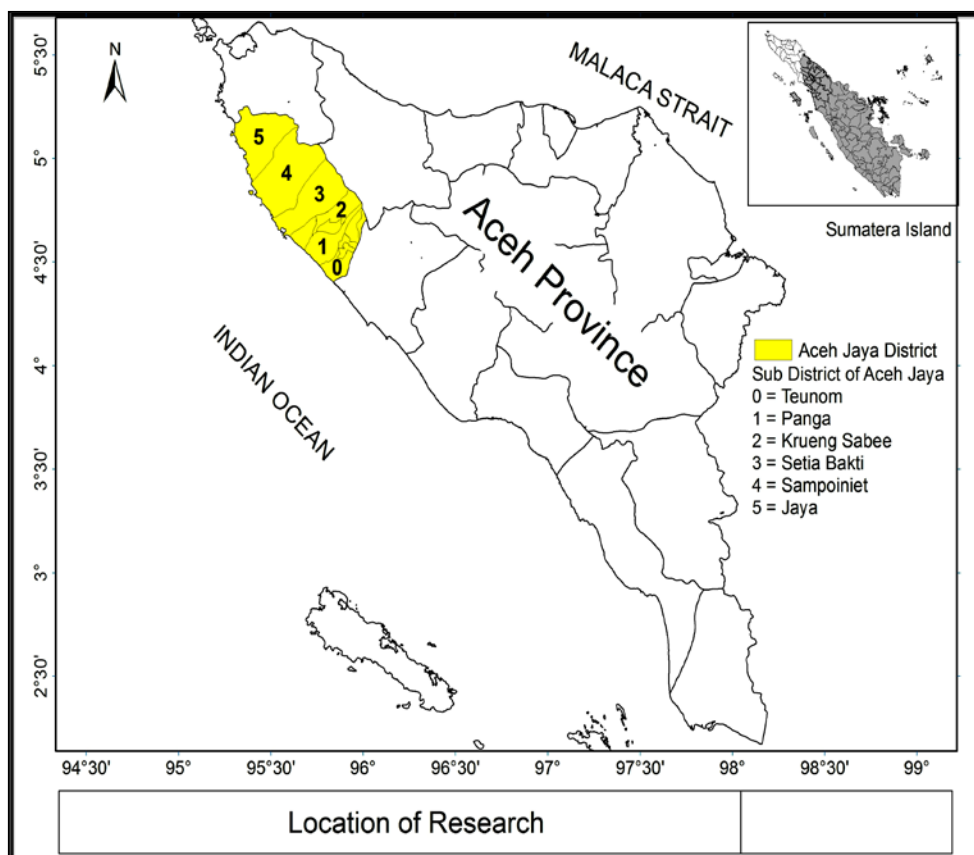 N
MALACA STRAIT
Sumatera Island
5°30'
5°
4°30'
4°
3°30'
3°
2°30'
5
4
3
2
1
0
Aceh Province
INDIAN OCEAN
Aceh Jaya District
Sub District of Aceh Jaya
0 = Teunom
1 = Panga
2 = Krueng Sabee
3 = Setia Bakti
4 = Sampoiniet
5 = Jaya
94°30' 95° 95°30' 96° 96°30' 97° 97°30' 98° 98°30' 99°
Location of Research